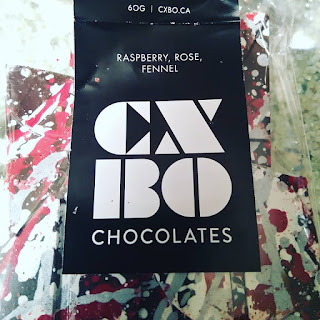 60G | CXBO.CA
RASPBERRY, ROSE,
FENNEL
CX
BO
CHOCOLATES